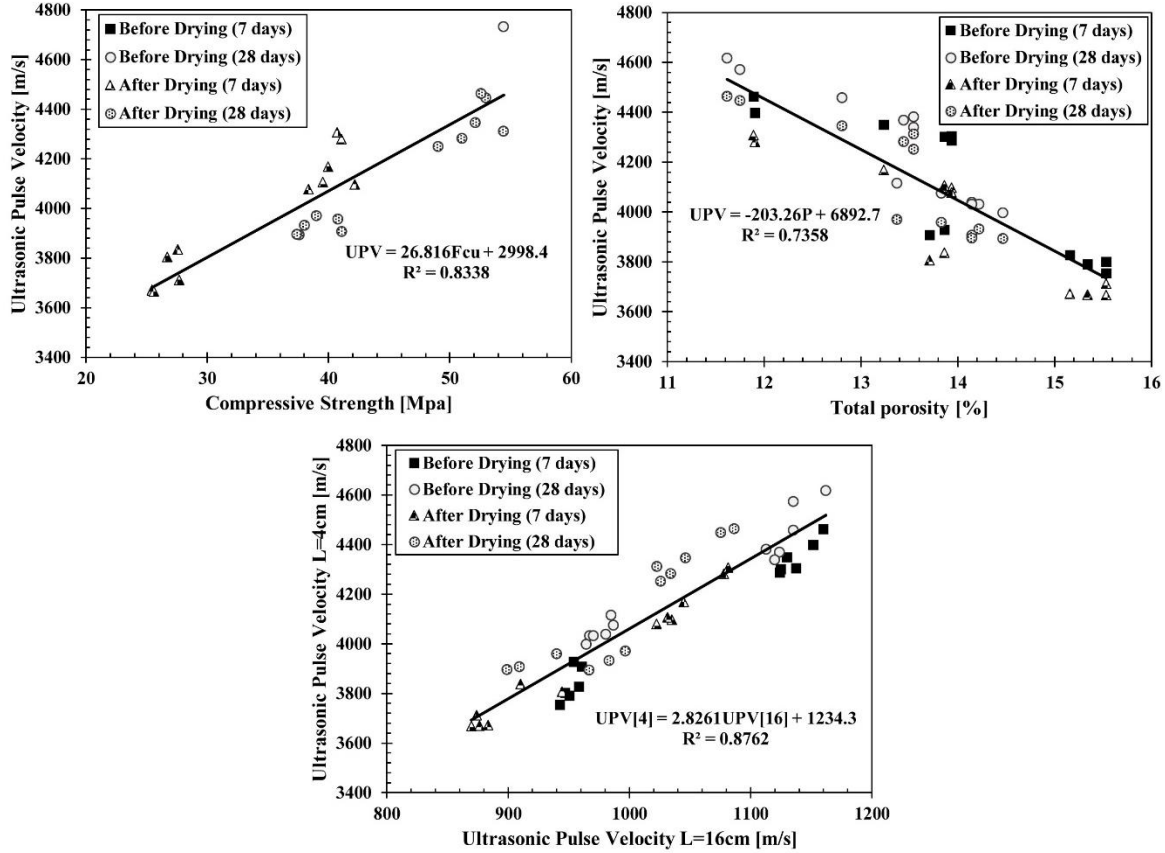 4800
4600
4400
4200
4000
3800
3600
3400
Ultrasonic Pulse Velocity [m/s]
Before Drying (7 days)
Before Drying (28 days)
After Drying (7 days)
After Drying (28 days)
UPV = 26.816Fcu + 2998.4
R² = 0.8338
20 30 40 50 60
Compressive Strength [Mpa]
4800
4600
4400
4200
4000
3800
3600
3400
Ultrasonic Pulse Velocity [m/s]
Before Drying (7 days)
Before Drying (28 days)
After Drying (7 days)
After Drying (28 days)
UPV = -203.26P + 6892.7
R² = 0.7358
11 12 13 14 15 16
Total porosity [%]
4800
4600
4400
4200
4000
3800
3600
3400
Ultrasonic Pulse Velocity L=4cm [m/s]
Before Drying (7 days)
Before Drying (28 days)
After Drying (7 days)
After Drying (28 days)
UPV[4] = 2.8261UPV[16] + 1234.3
R² = 0.8762
800 900 1000 1100 1200
Ultrasonic Pulse Velocity L=16cm [m/s]